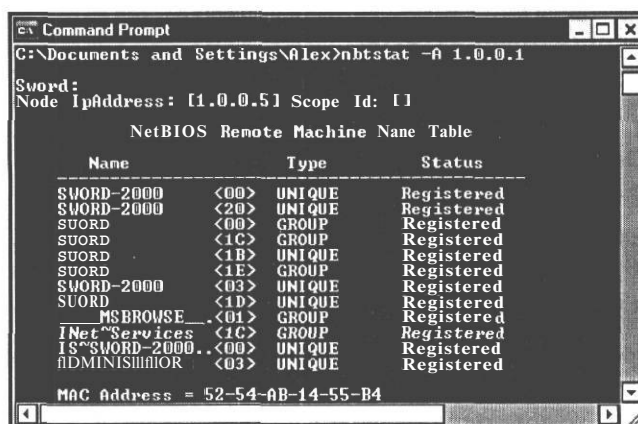 Command Prompt
C:\Documents and Settings\Alex>nbtstat -A 1.0.0.1
Sword:
Node IpAddress: [1.0.0.5] Scope Id: []
NetBIOS Remote Machine Nane Table
Name Type Status
SWORD-2000 <00> UNIQUE Registered
SWORD-2000 <20> UNIQUE Registered
SUORD <00> GROUP Registered
SUORD <1C> GROUP Registered
SUORD <1B> UNIQUE Registered
SUORD <1E> GROUP Registered
SWORD-2000 <03> UNIQUE Registered
SUORD <1D> UNIQUE Registered
____MSBROWSE__.<01> GROUP Registered
INet~Services <1C> GROUP Registered
IS~SWORD-2000..<00> UNIQUE Registered
flDMINISlllfllOR <03> UNIQUE Registered
MAC Address = 52-54-AB-14-55-B4